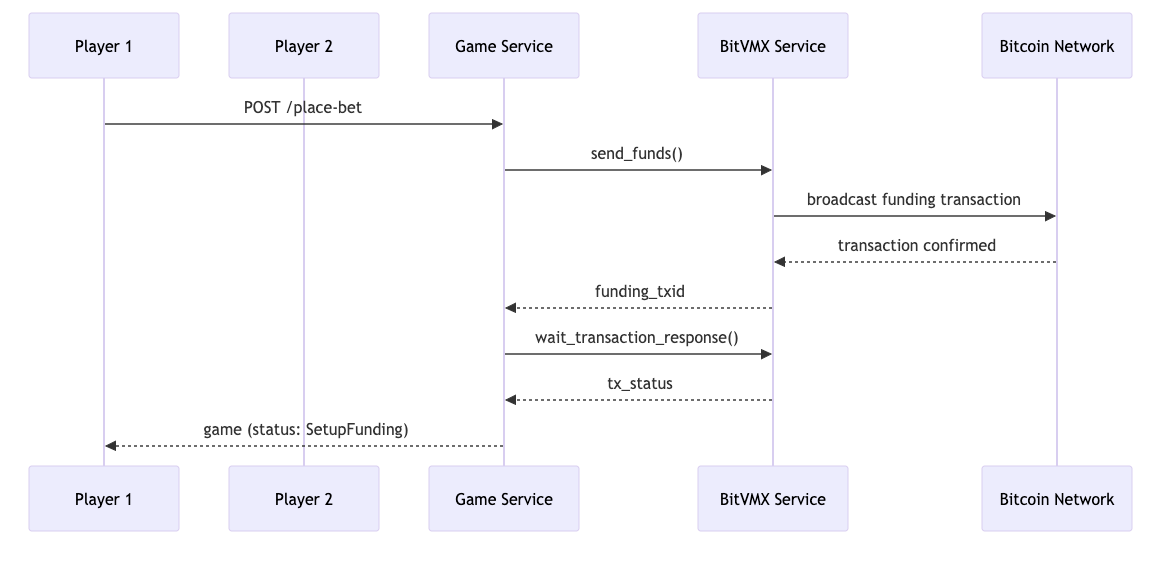 Player 1
Player 2
Game Service
BitVMX Service
Bitcoin Network
POST /place-bet
send_funds()
broadcast funding transaction
transaction confirmed
funding_txid
wait_transaction_response()
tx_status
game (status: SetupFunding)
Player 1
Player 2
Game Service
BitVMX Service
Bitcoin Network